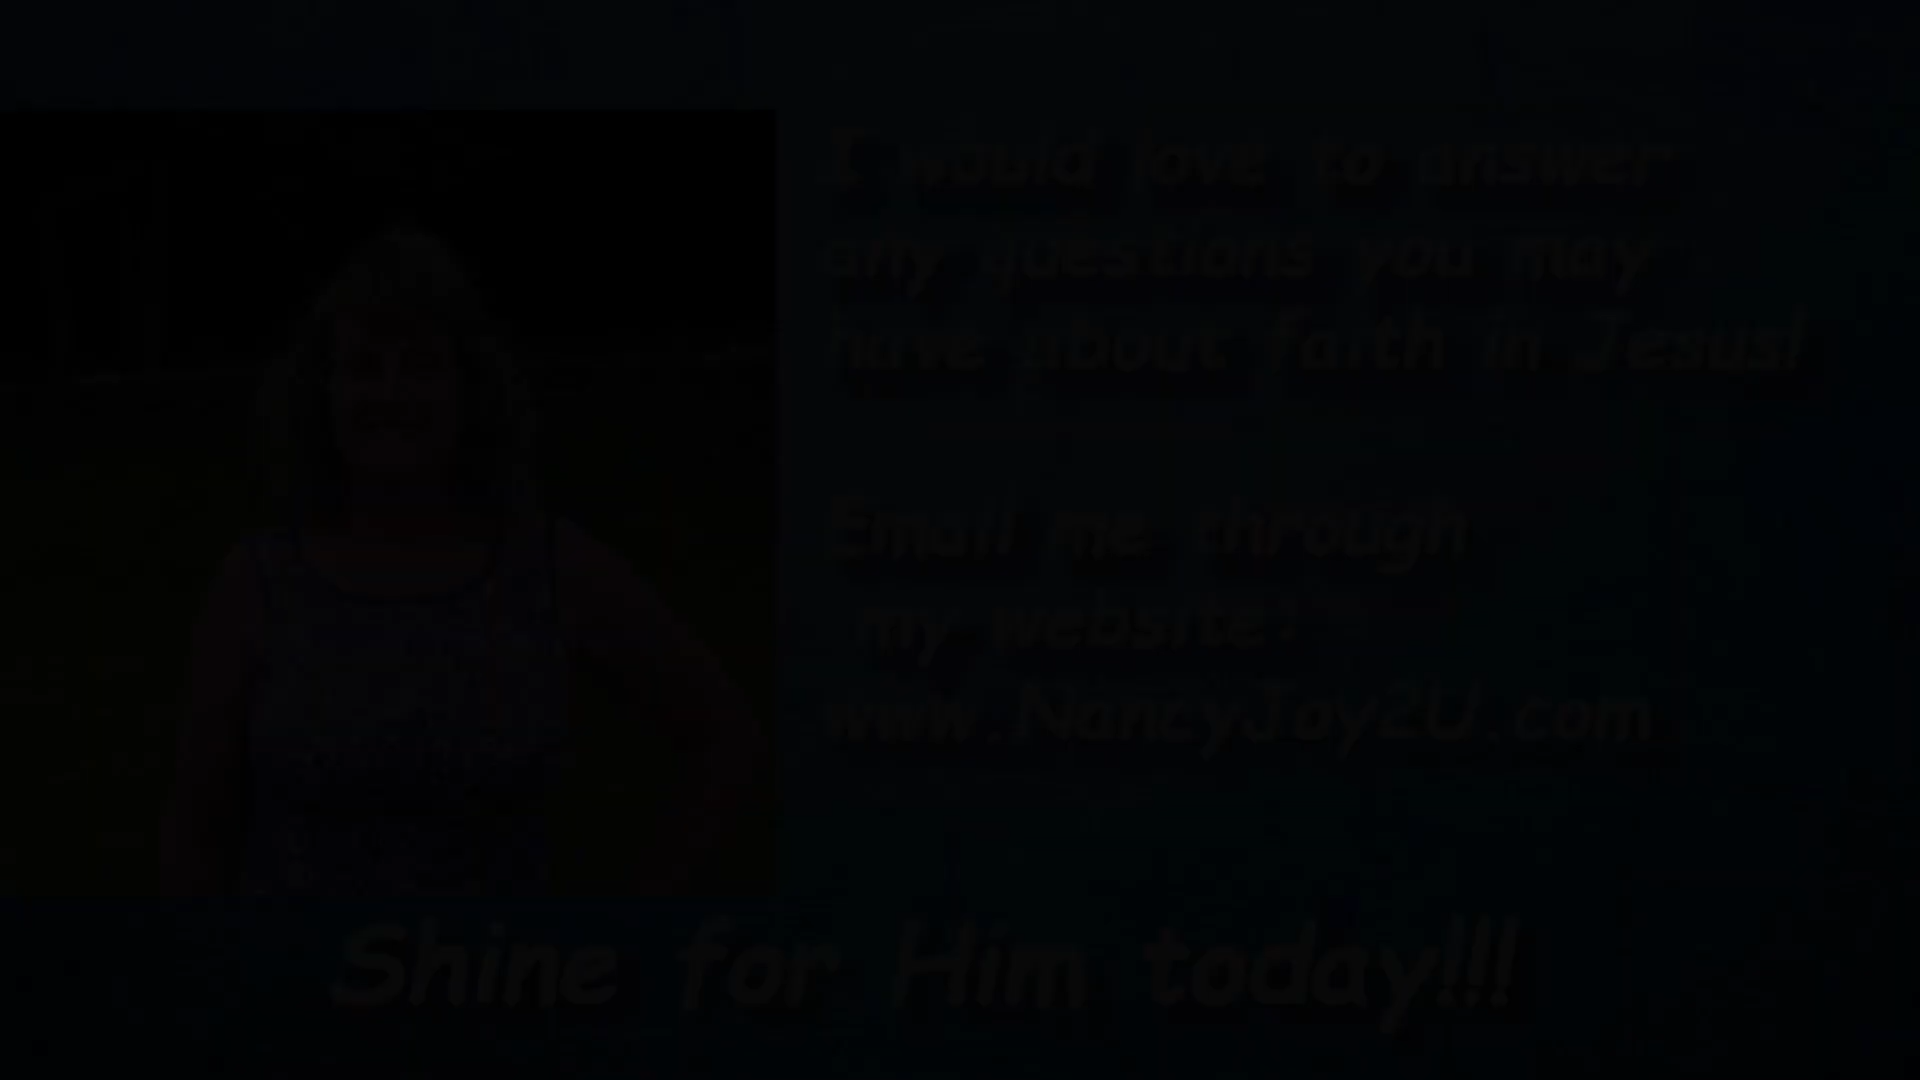 I would love to answer
any questions you may
have about faith in Jesus!
Email me through
my website:
www.NancyJoy2U.com
Shine for Him today!!!